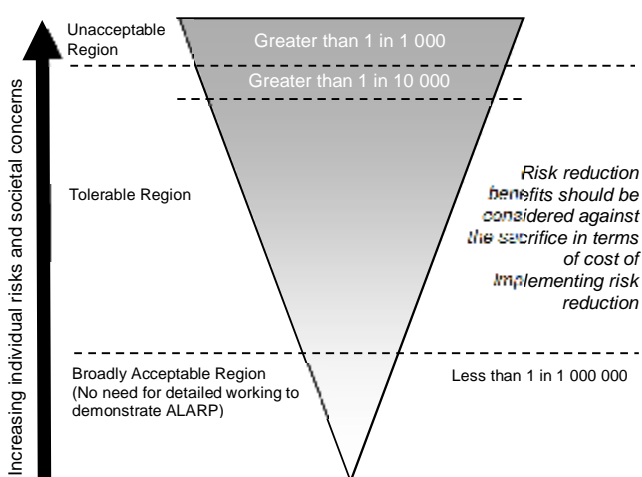 Unacceptable
Region
Greater than 1 in 1 000
Greater than 1 in 10 000
Increasing individual risks and societal concerns
Tolerable Region
Risk reduction
benefits should be
considered against
the sacrifice in terms
of cost of
implementing risk
reduction
Broadly Acceptable Region
(No need for detailed working to
demonstrate ALARP)
Less than 1 in 1 000 000